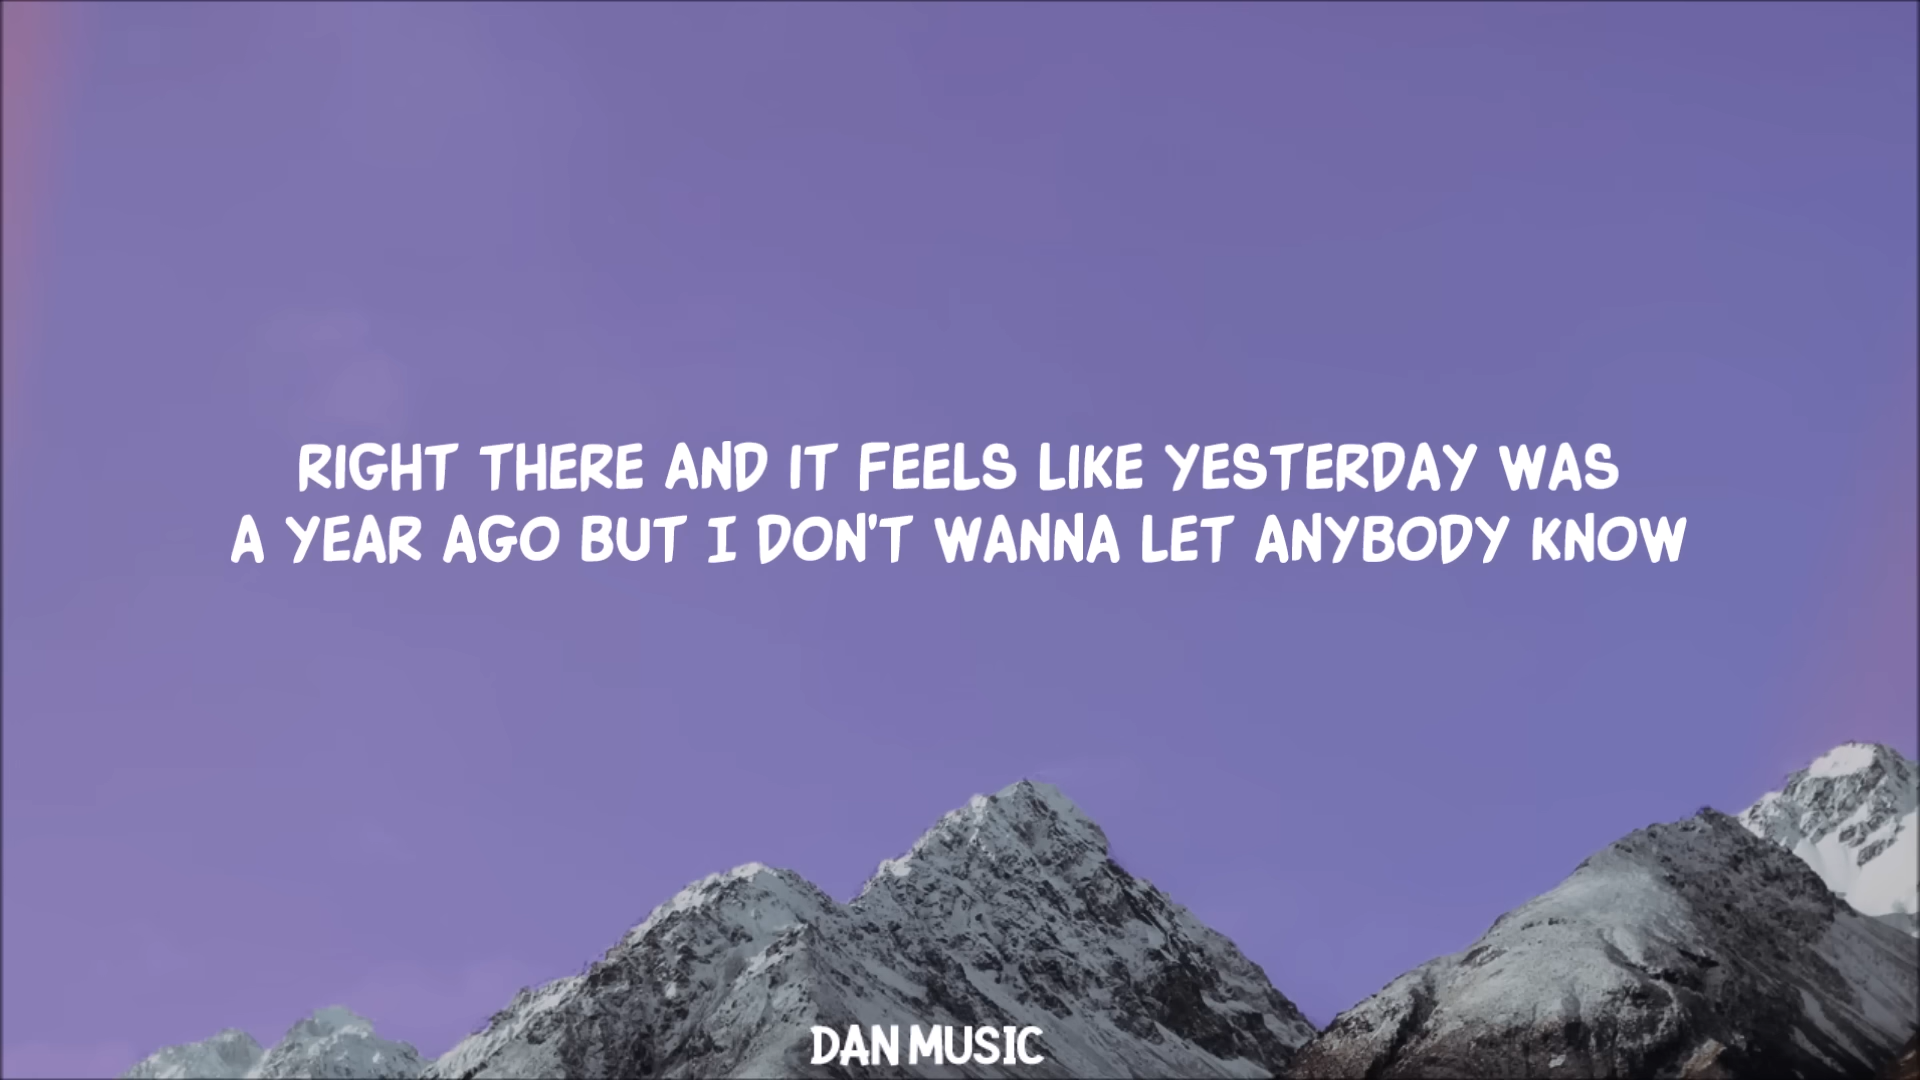 RIGHT THERE AND IT FEELS LIKE YESTERDAY WAS
A YEAR AGO BUT I DON'T WANNA LET ANYBODY KNOW
DAN MUSIC